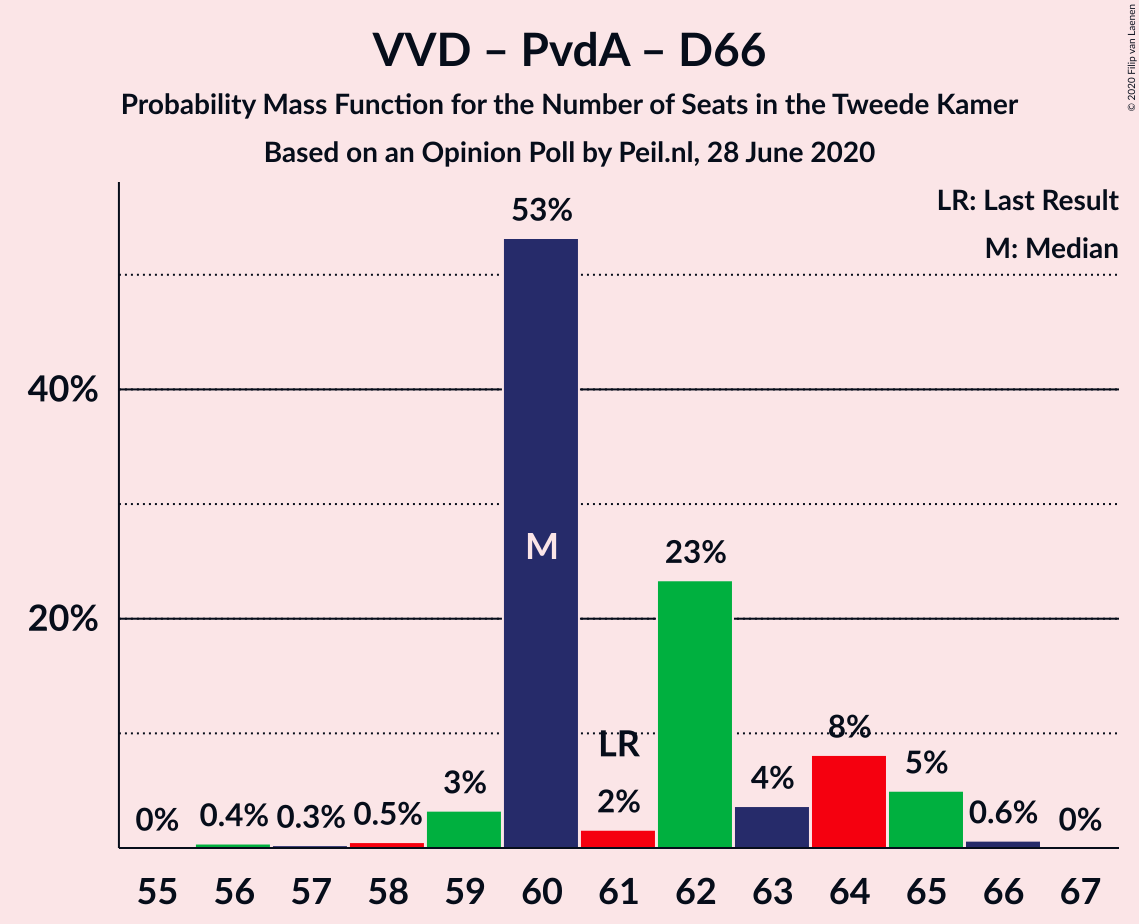 VVD – PvdA – D66
Probability Mass Function for the Number of Seats in the Tweede Kamer
Based on an Opinion Poll by Peil.nl, 28 June 2020
© 2020 Filip van Laenen
LR: Last Result
M: Median
53%
40%
M
23%
20%
LR
8%
5%
4%
3%
2%
0% 0.4% 0.3% 0.5% 0.6% 0%
55 56 57 58 59 60 61 62 63 64 65 66 67